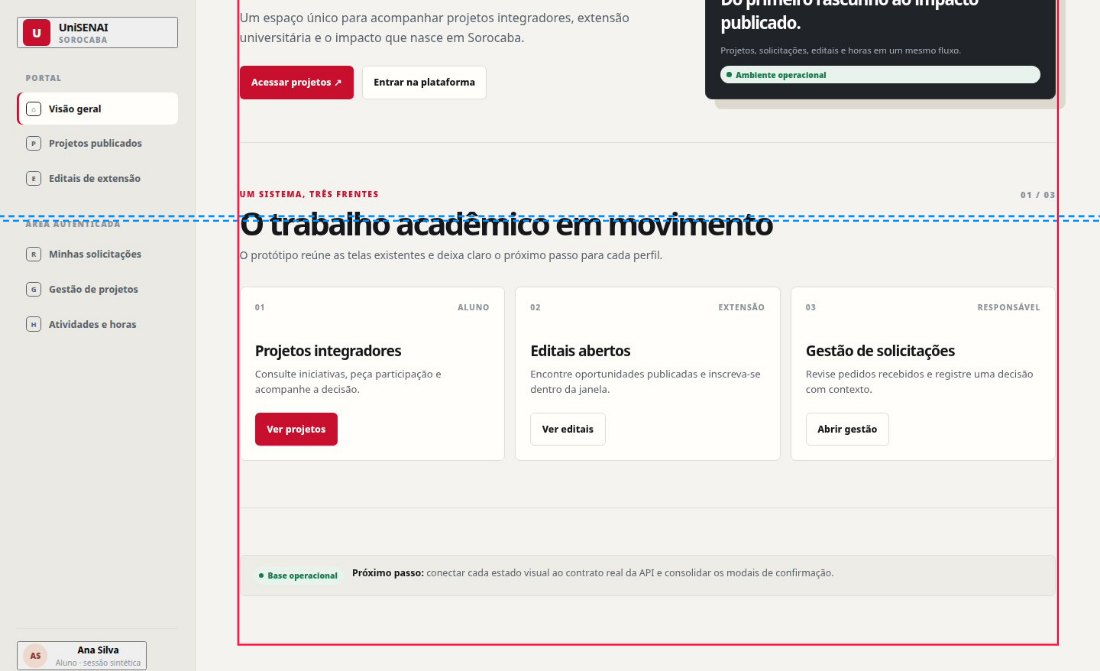 U
UniSENAI
SOROCABA
PORTAL
Visão geral
P
Projetos publicados
E
Editais de extensão
ÁREA AUTENTICADA
R
Minhas solicitações
G
Gestão de projetos
H
Atividades e horas
AS
Ana Silva
Aluno · sessão sintética
Um espaço único para acompanhar projetos integradores, extensão
universitária e o impacto que nasce em Sorocaba.
Acessar projetos ↗
Entrar na plataforma
Do primeiro rascunho ao impacto
publicado.
Projetos, solicitações, editais e horas em um mesmo fluxo.
Ambiente operacional
UM SISTEMA, TRÊS FRENTES
01 / 03
O trabalho acadêmico em movimento
O protótipo reúne as telas existentes e deixa claro o próximo passo para cada perfil.
01
ALUNO
Projetos integradores
Consulte iniciativas, peça participação e
acompanhe a decisão.
Ver projetos
02
EXTENSÃO
Editais abertos
Encontre oportunidades publicadas e inscreva-se
dentro da janela.
Ver editais
03
RESPONSÁVEL
Gestão de solicitações
Revise pedidos recebidos e registre uma decisão
com contexto.
Abrir gestão
Base operacional
Próximo passo: conectar cada estado visual ao contrato real da API e consolidar os modais de confirmação.